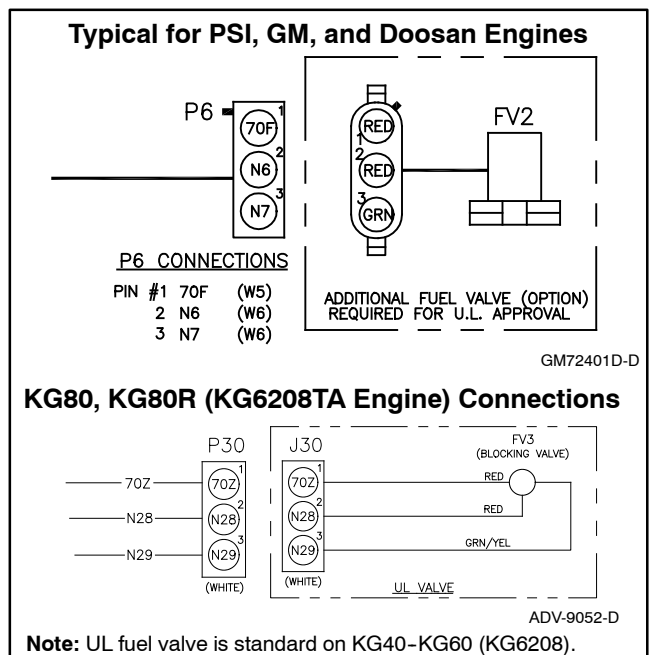 Typical for PSI, GM, and Doosan Engines
P6
70F 1
N6 2
N7 3
RED 1
RED 2
GRN 3
FV2
P6 CONNECTIONS
PIN #1 70F (W5)
2 N6 (W6)
3 N7 (W6)
ADDITIONAL FUEL VALVE (OPTION)
REQUIRED FOR U.L. APPROVAL
GM72401D-D
KG80, KG80R (KG6208TA Engine) Connections
P30
J30
FV3
(BLOCKING VALVE)
70Z 70Z 1 70Z 1 RED
N28 N28 2 N28 2 RED
N29 N29 3 N29 3 GRN/YEL
(WHITE) (WHITE)
UL VALVE
ADV-9052-D
Note: UL fuel valve is standard on KG40-KG60 (KG6208).